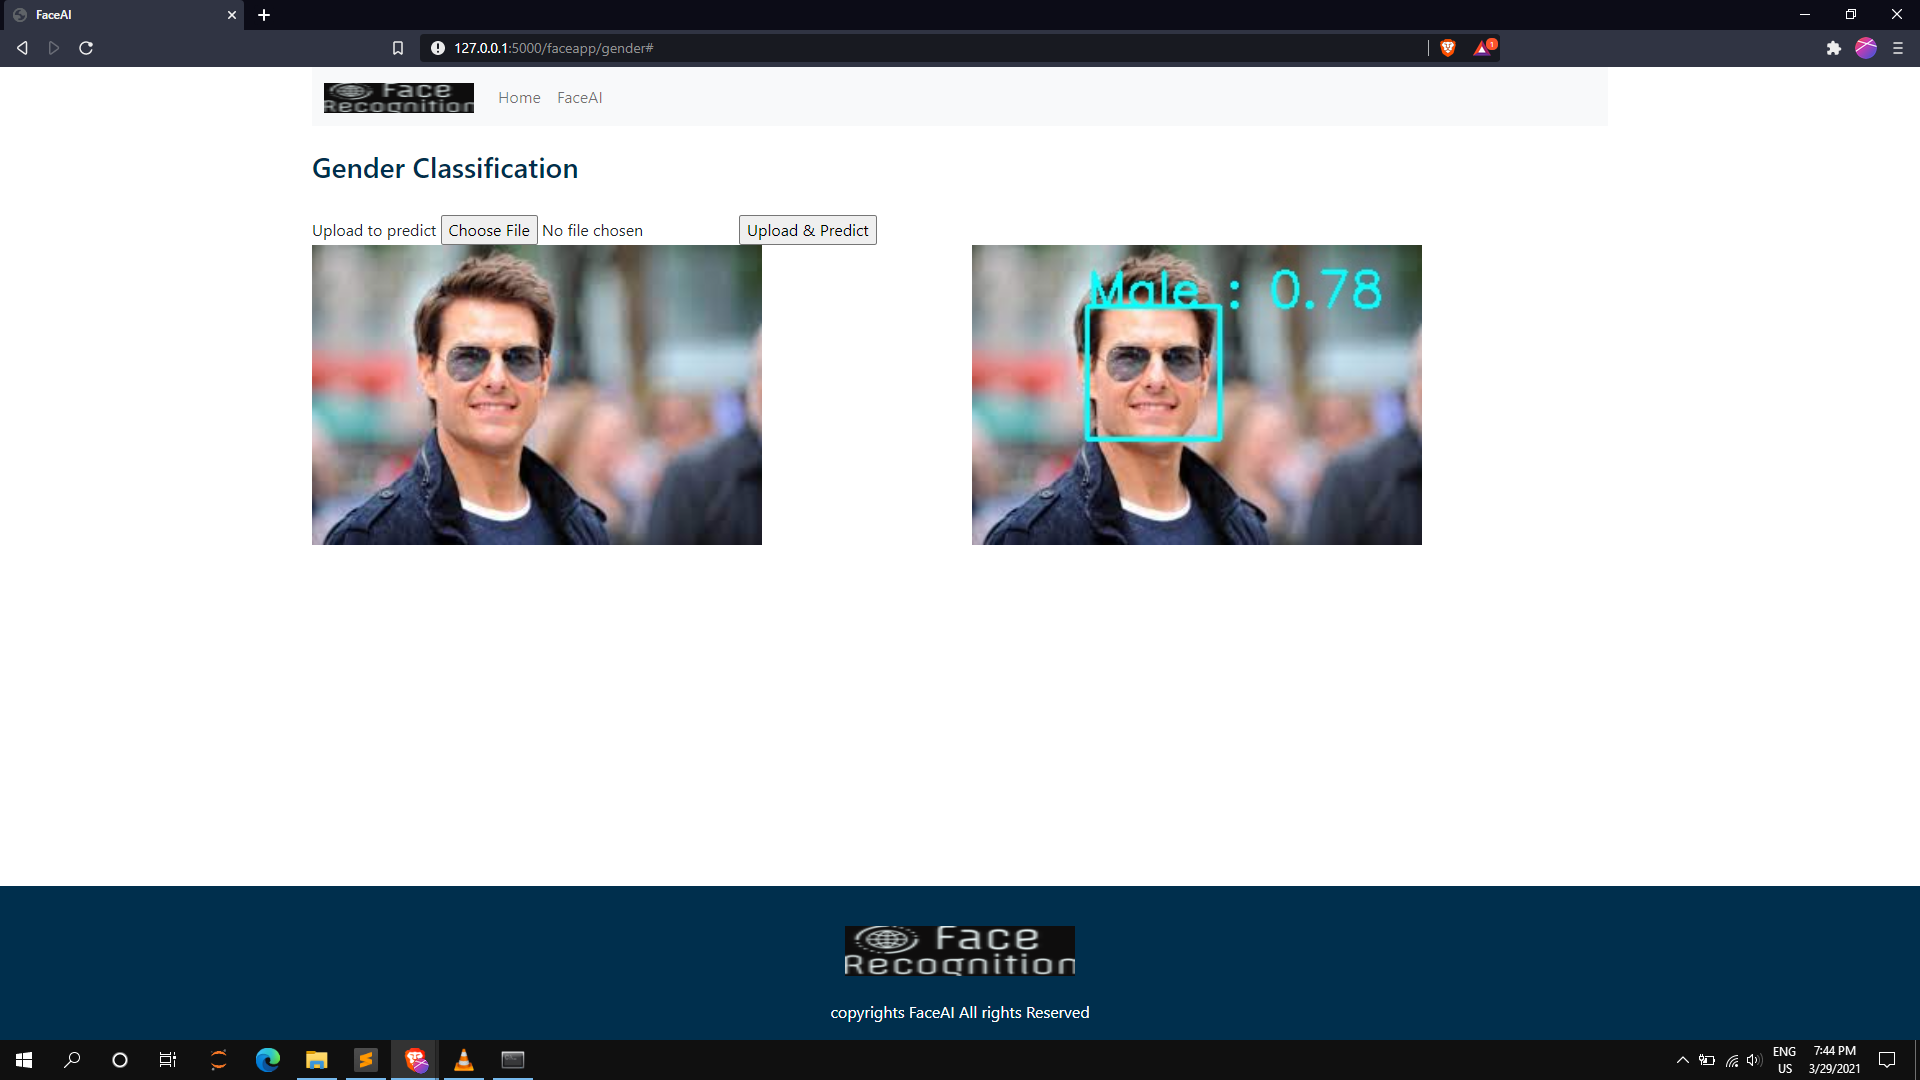 FaceAI
127.0.0.1:5000/faceapp/gender#
1
Face
Recognition
Home FaceAI
Gender Classification
Upload to predict Choose File No file chosen Upload & Predict
Male : 0.78
Face
Recognition
copyrights FaceAI All rights Reserved
ENG
US
7:44 PM
3/29/2021